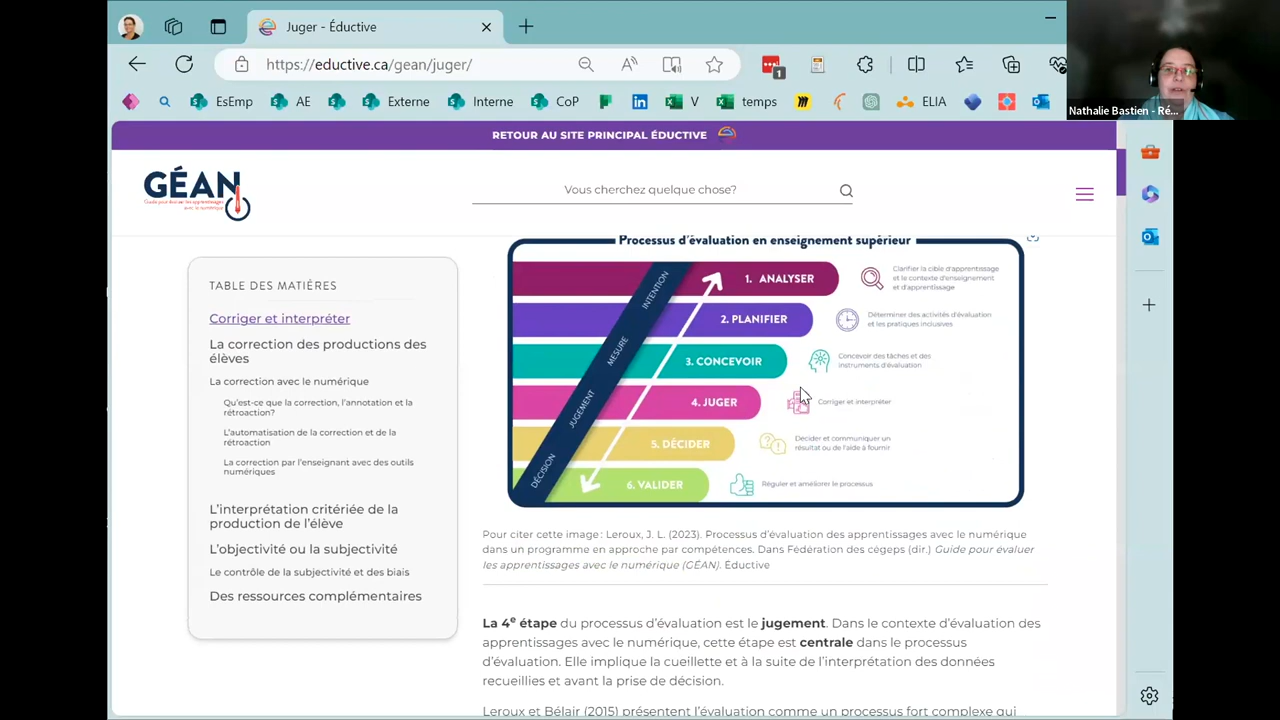 Juger - Éductive
https://eductive.ca/gean/juger/
1
EsEmp
AE
Externe
Interne
CoP
V
temps
ELIA
Nathalie Bastien - Ré...
RETOUR AU SITE PRINCIPAL ÉDUCTIVE
GÉAN
Guide pour évaluer les apprentissages
avec le numérique
Vous cherchez quelque chose?
TABLE DES MATIÈRES
Corriger et interpréter
La correction des productions des
élèves
La correction avec le numérique
Qu'est-ce que la correction, l'annotation et la
rétroaction?
L'automatisation de la correction et de la
rétroaction
La correction par l'enseignant avec des outils
numériques
L'interprétation critériée de la
production de l'élève
L'objectivité ou la subjectivité
Le contrôle de la subjectivité et des biais
Des ressources complémentaires
Processus d'évaluation en enseignement supérieur
INTENTION
MESURE
JUGEMENT
DÉCISION
1. ANALYSER
Clarifier la cible d'apprentissage
et le contexte d'enseignement
et d'apprentissage
2. PLANIFIER
Déterminer des activités d'évaluation
et les pratiques inclusives
3. CONCEVOIR
Concevoir des tâches et des
instruments d'évaluation
4. JUGER
Corriger et interpréter
5. DÉCIDER
Décider et communiquer un
résultat ou de l'aide à fournir
6. VALIDER
Réguler et améliorer le processus
Pour citer cette image : Leroux, J. L. (2023). Processus d'évaluation des apprentissages avec le numérique
dans un programme en approche par compétences. Dans Fédération des cégeps (dir.) Guide pour évaluer
les apprentissages avec le numérique (GÉAN). Éductive
La 4e étape du processus d'évaluation est le jugement. Dans le contexte d'évaluation des
apprentissages avec le numérique, cette étape est centrale dans le processus
d'évaluation. Elle implique la cueillette et à la suite de l'interprétation des données
recueillies et avant la prise de décision.
Leroux et Bélair (2015) présentent l'évaluation comme un processus fort complexe qui